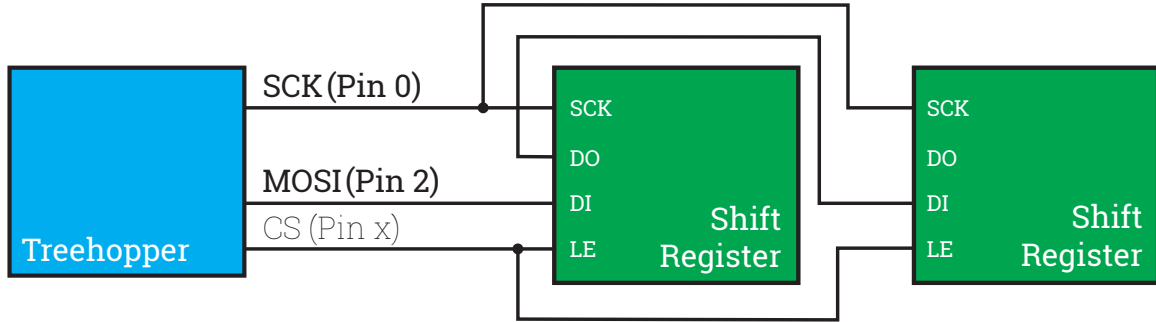 SCK (Pin 0)
MOSI (Pin 2)
CS (Pin x)
Treehopper
SCK
DO
DI
LE
Shift
Register
SCK
DO
DI
LE
Shift
Register